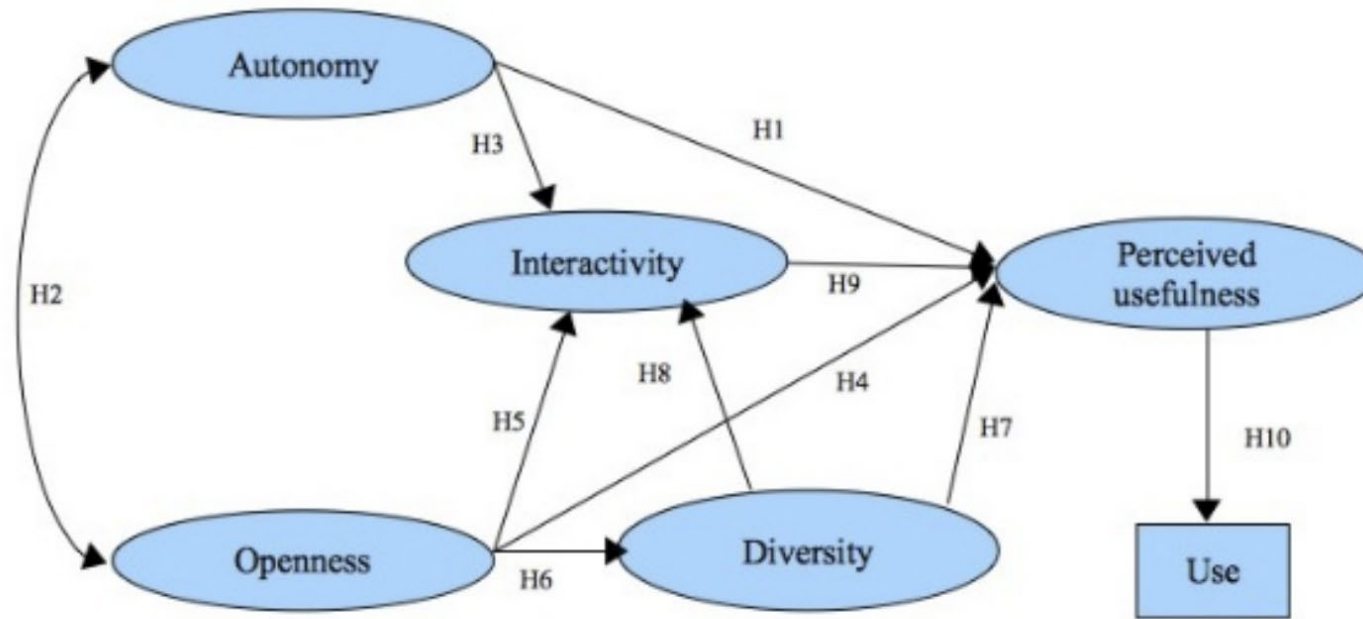 Autonomy
H1
H3
Interactivity
Perceived
usefulness
H9
H2
H8
H4
H5
H7
H10
Openness
H6
Diversity
Use